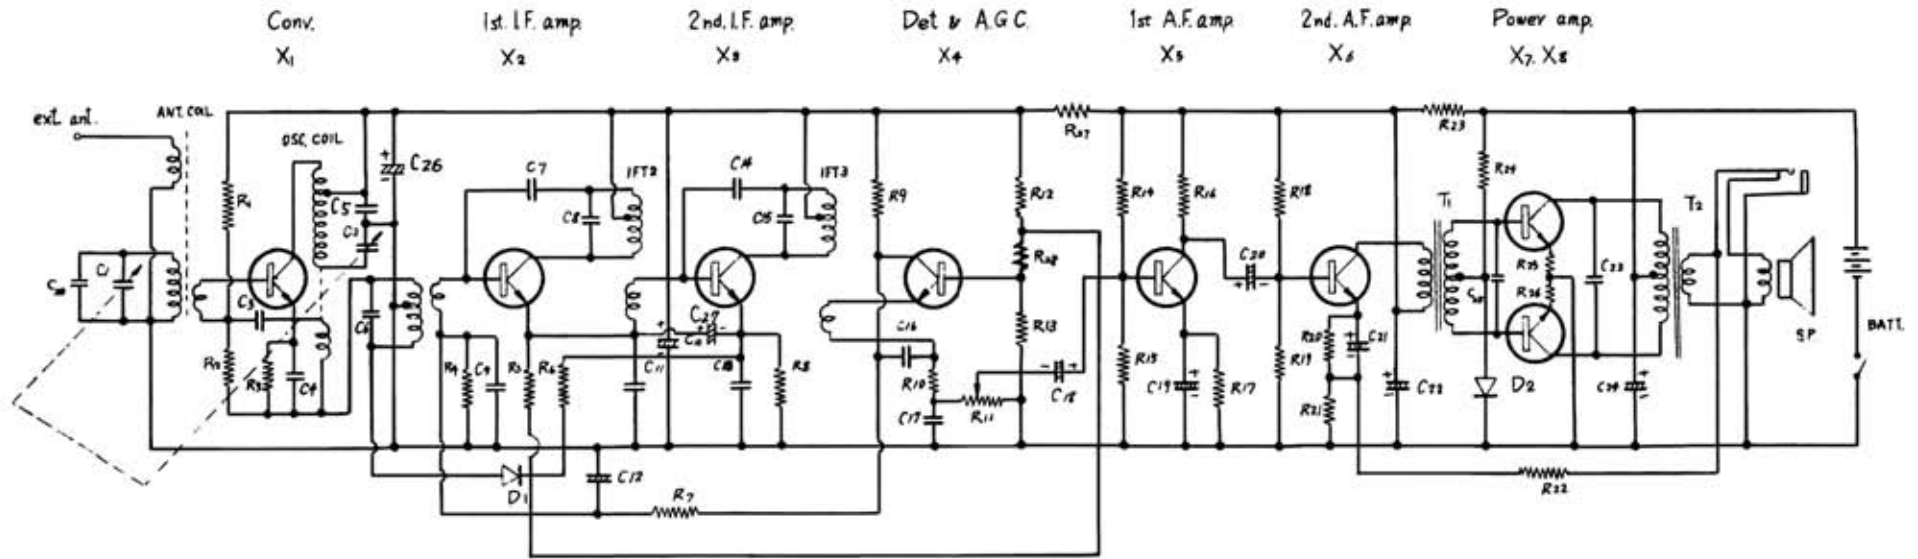 Conv. 1st. I.F. amp. 2nd. I.F. amp. Det & A.G.C. 1st A.F. amp. 2nd. A.F. amp. Power amp.
X1 X2 X3 X4 X5 X6 X7. X8
ext. ant.
ANT. COIL
OSC. COIL
R1
C5
C2
C26
C7
C8
IFT2
C14
C15
IFT3
R9
R12
R27
R14
R16
R18
R23
R24
T1
T2
C1
C3
C6
R2
R3
C4
R4
C9
R5
R6
C11
C10
C27
R8
C16
R10
C17
R11
R13
C18
R28
R15
C19
R17
C20
R19
R20
C21
R21
C22
R25
R26
C23
C24
D2
SP
BATT.
D1
C12
R7
R22